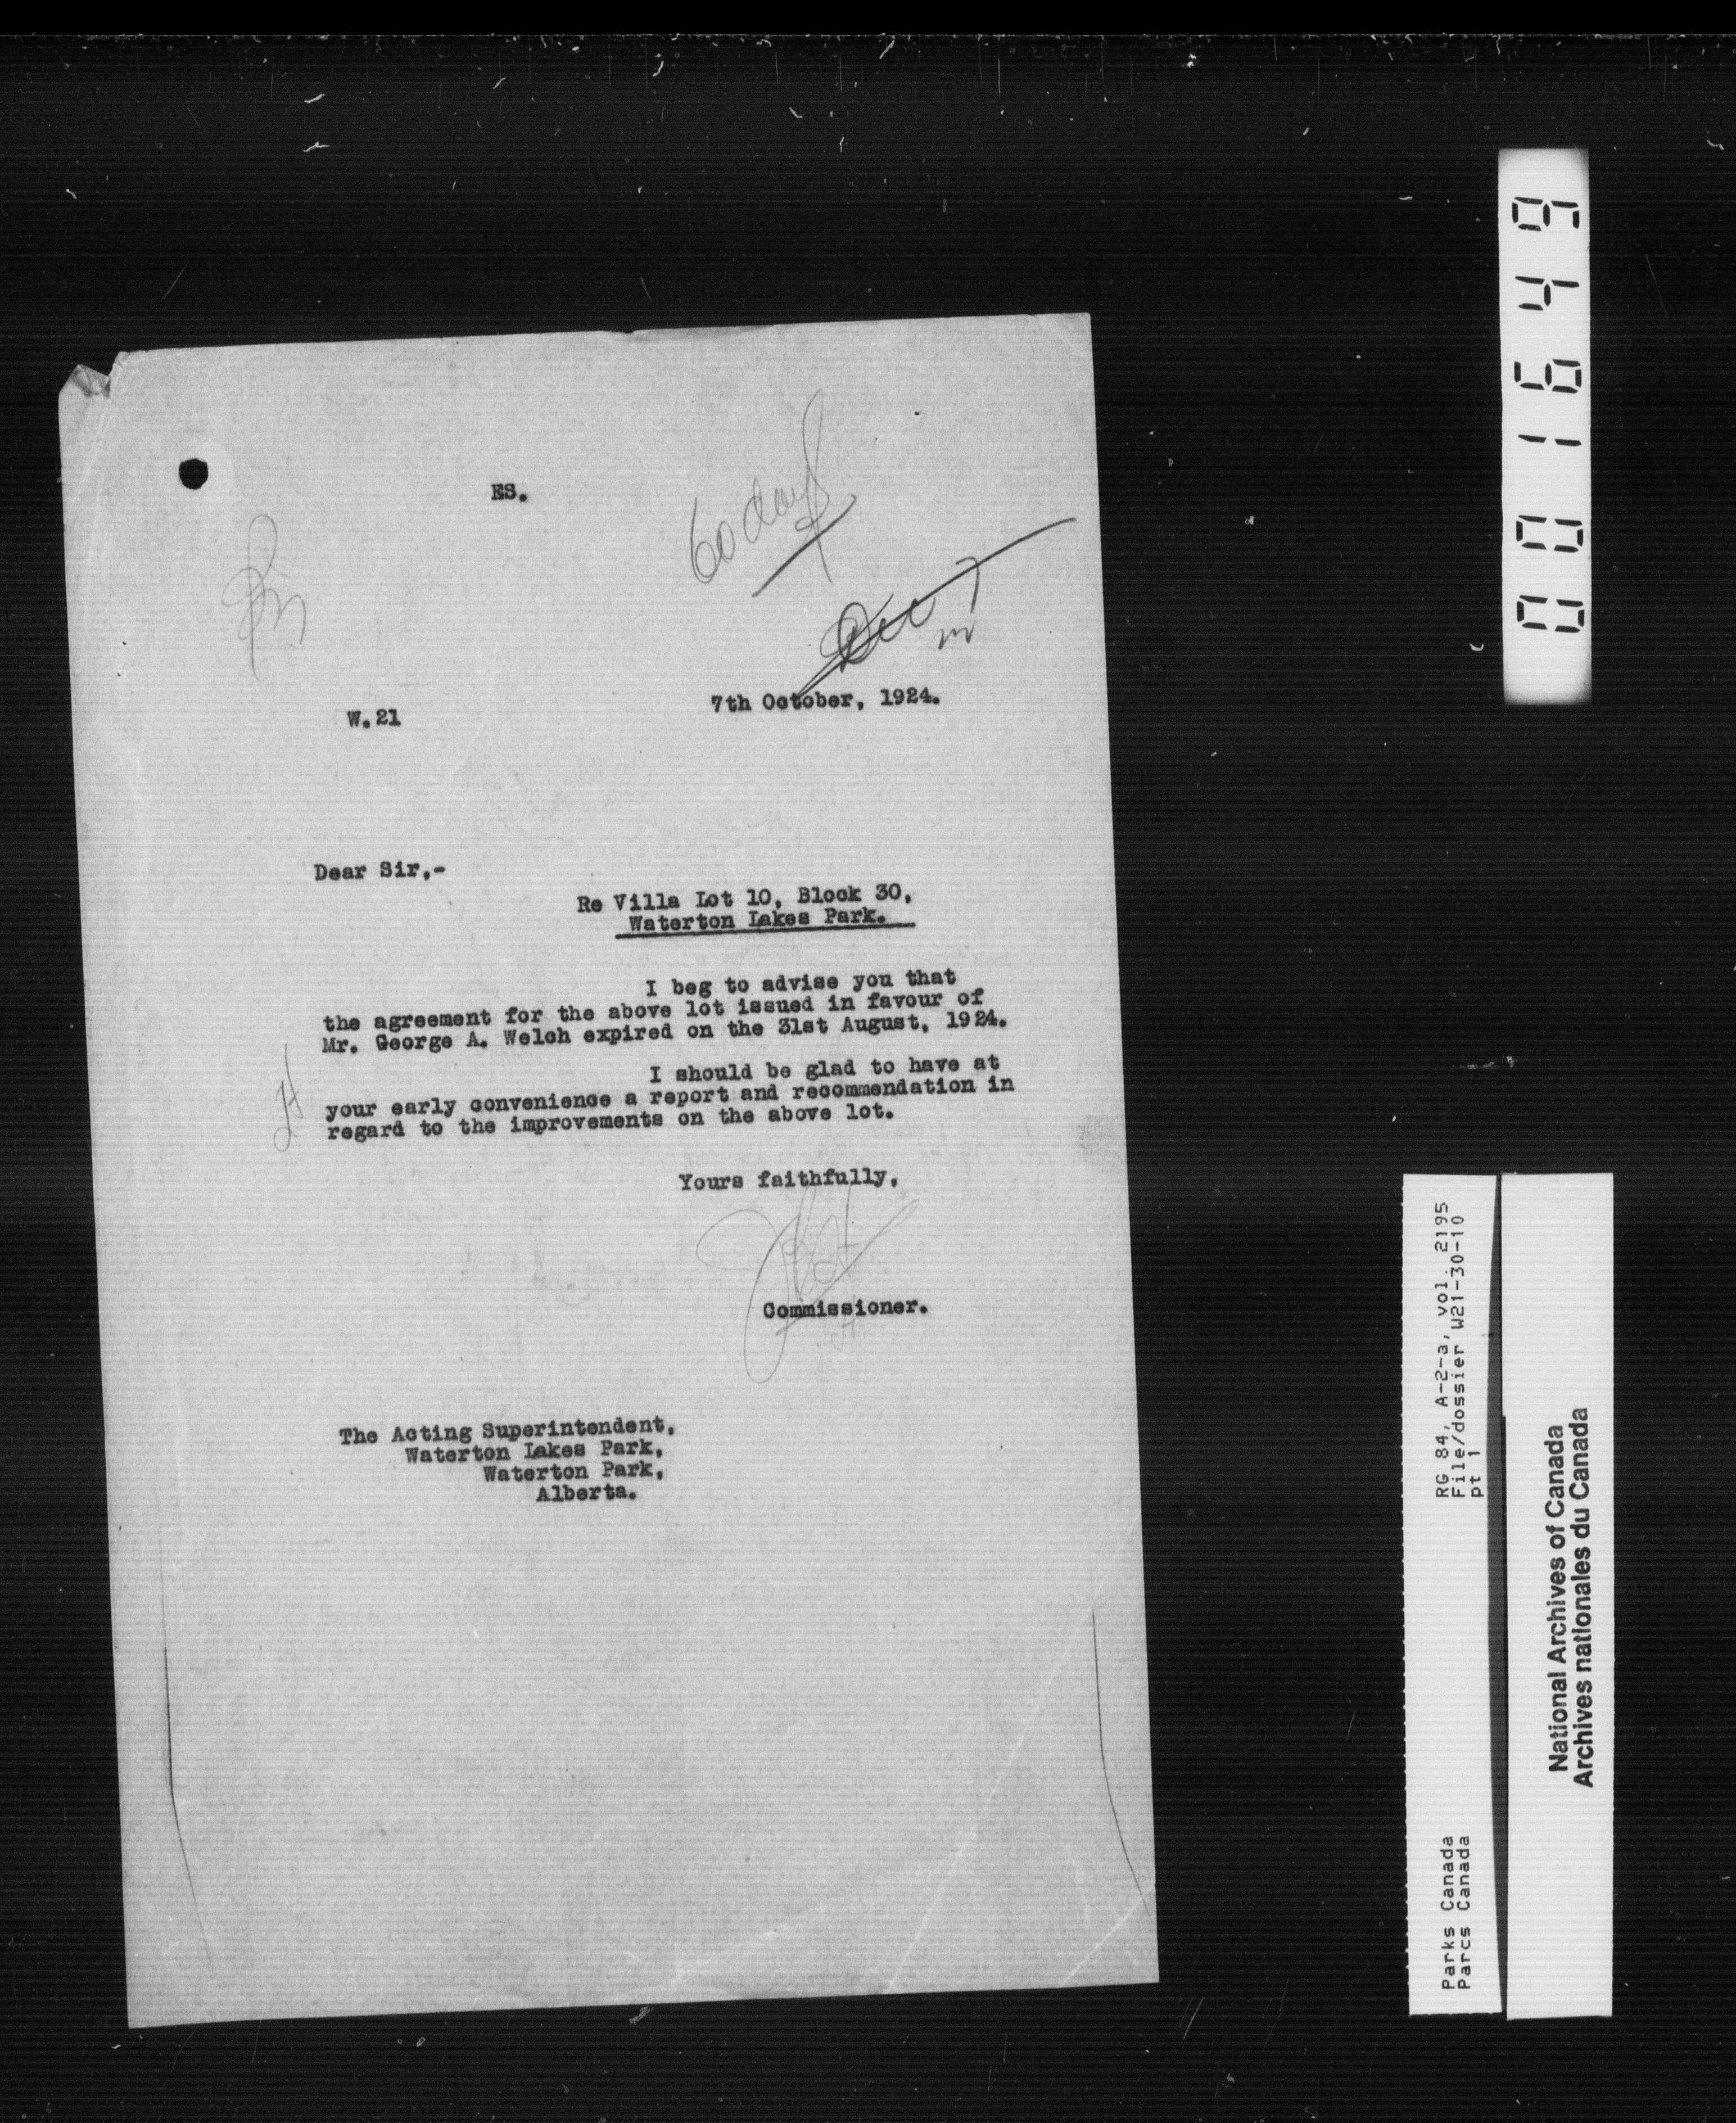 ES.
60 days
Dec 7
W.21
7th October, 1924.
Dear Sir,-
Re Villa Lot 10, Block 30,
Waterton Lakes Park.
I beg to advise you that
the agreement for the above lot issued in favour of
Mr. George A. Welch expired on the 31st August, 1924.
I should be glad to have at
your early convenience a report and recommendation in
regard to the improvements on the above lot.
Yours faithfully,
Commissioner.
The Acting Superintendent,
Waterton Lakes Park,
Waterton Park,
Alberta.
001649
RG 84, A-2-a, vol. 2195
File/dossier W21-30-10
pt 1
Parks Canada
Parcs Canada
National Archives of Canada
Archives nationales du Canada